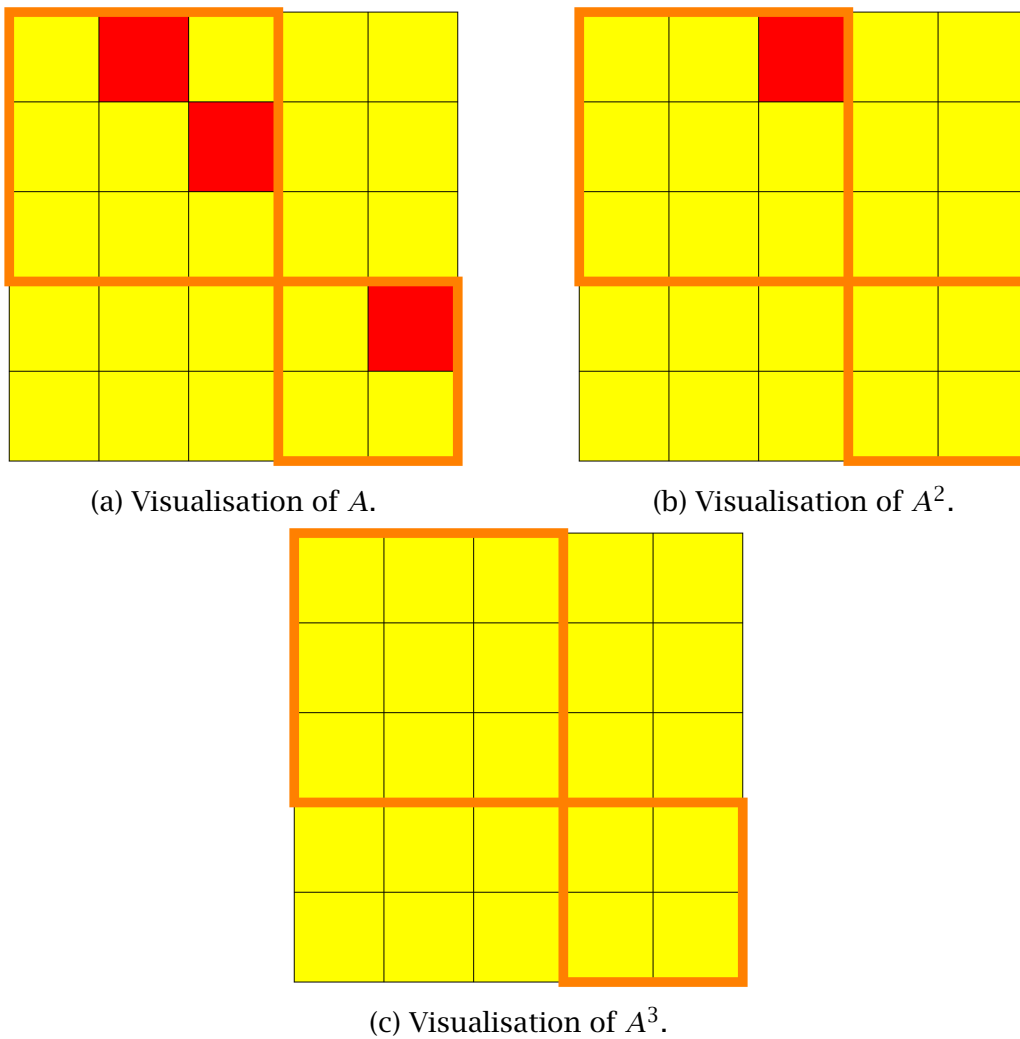 (a) Visualisation of A.
(b) Visualisation of A².
(c) Visualisation of A³.